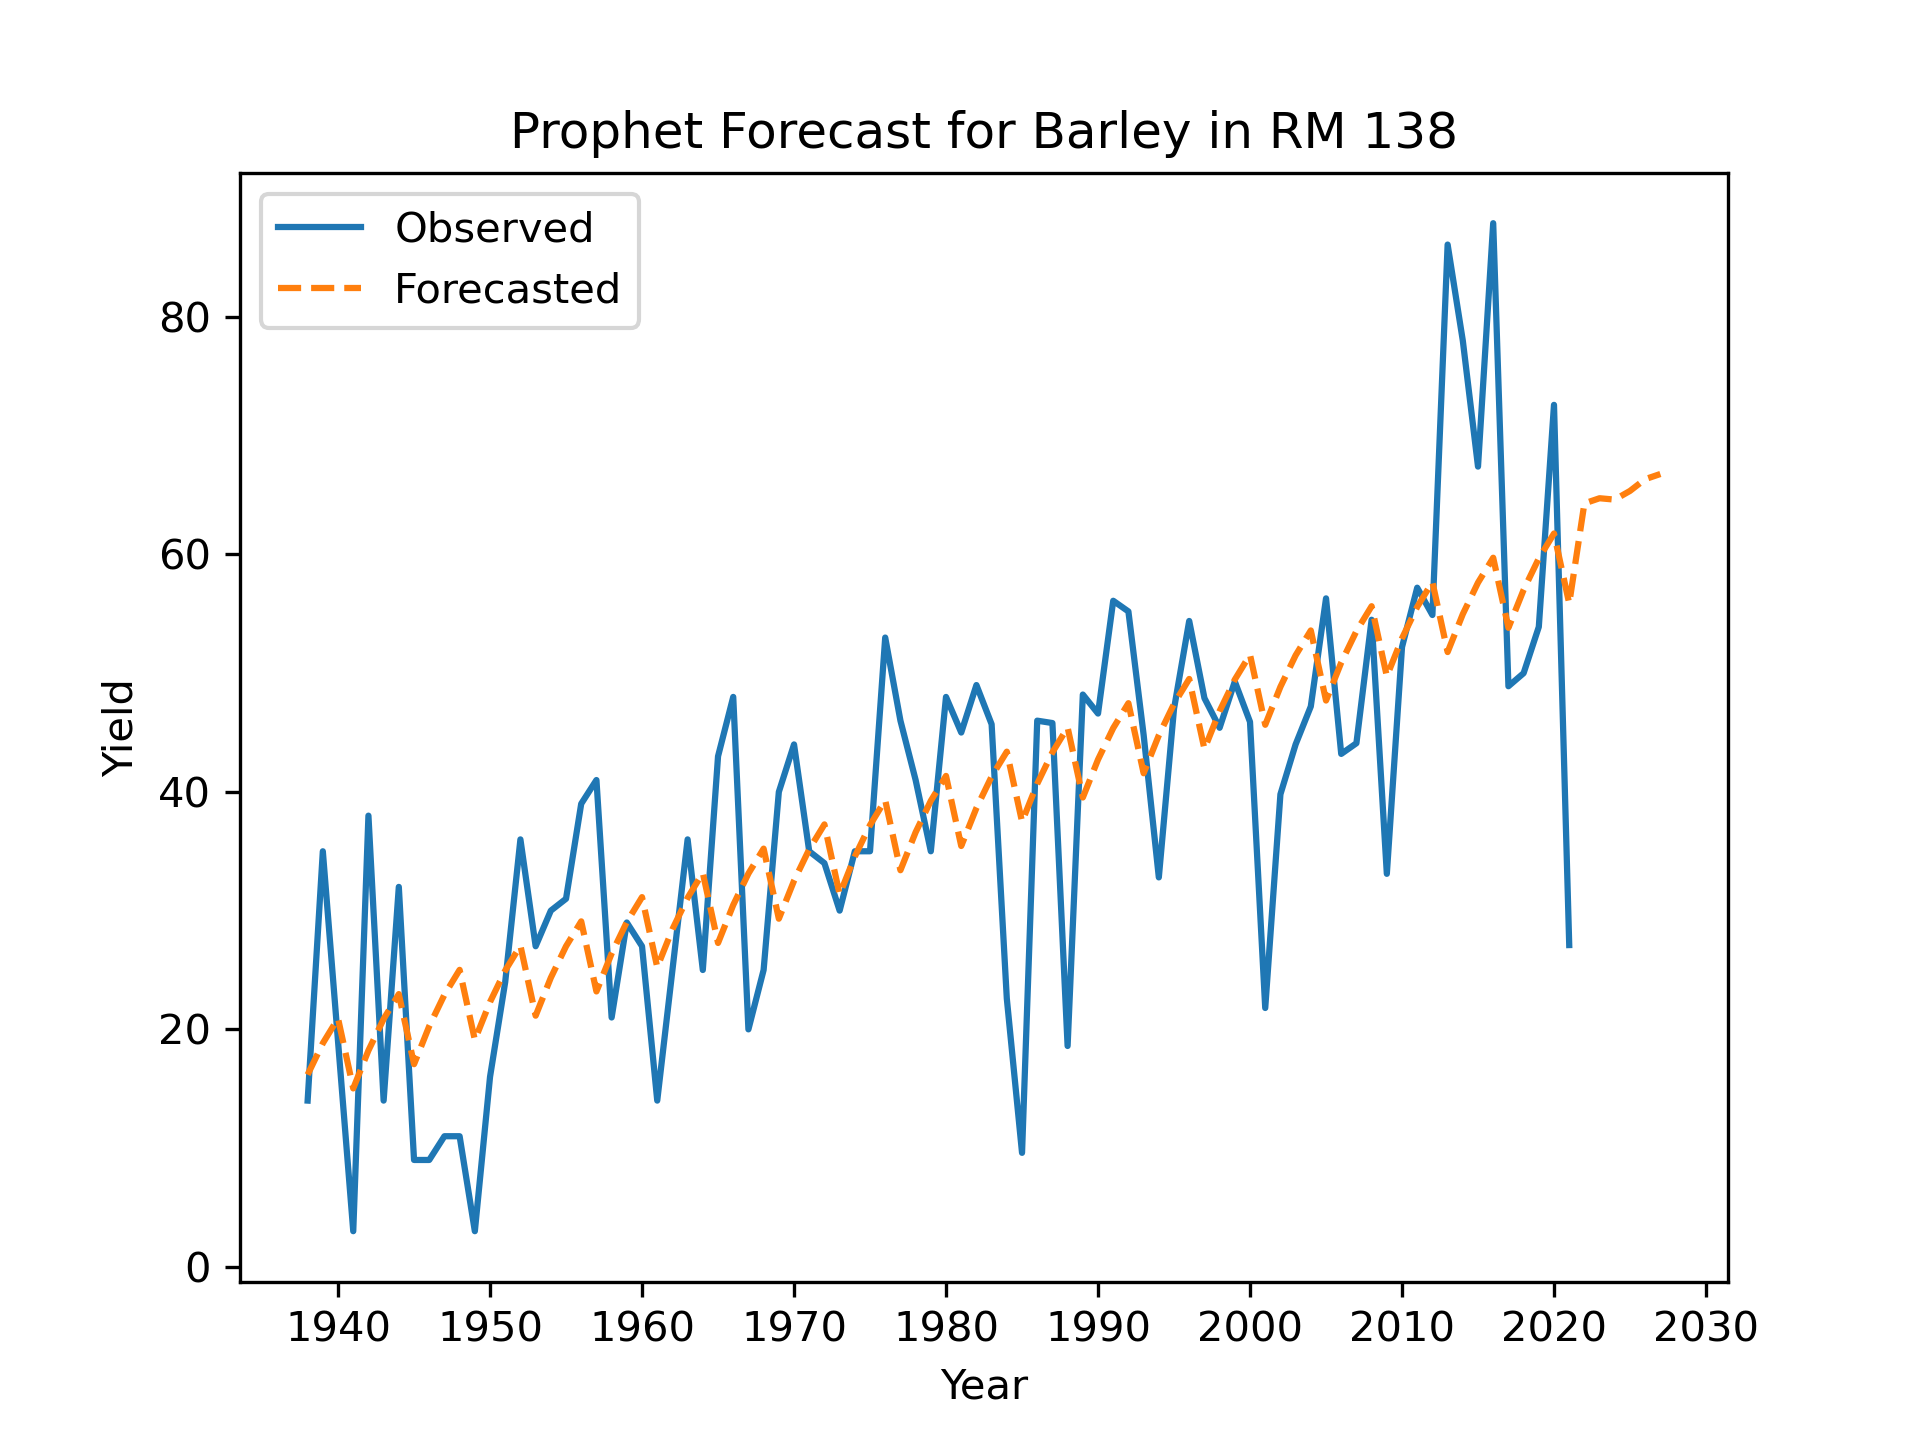 Prophet Forecast for Barley in RM 138
Observed
Forecasted
80
60
40
20
0
Yield
1940 1950 1960 1970 1980 1990 2000 2010 2020 2030
Year